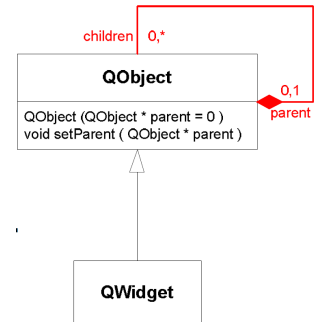 children 0,*
QObject
0,1
parent
QObject (QObject * parent = 0 )
void setParent ( QObject * parent )
QWidget